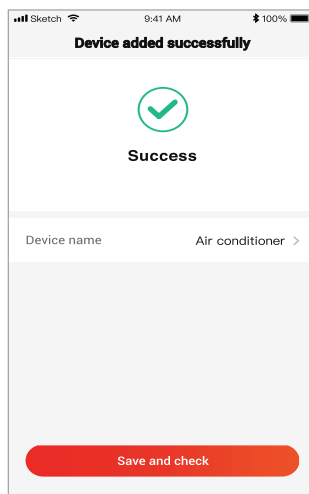 Sketch 9:41 AM 100%
Device added successfully
Success
Device name Air conditioner
Save and check